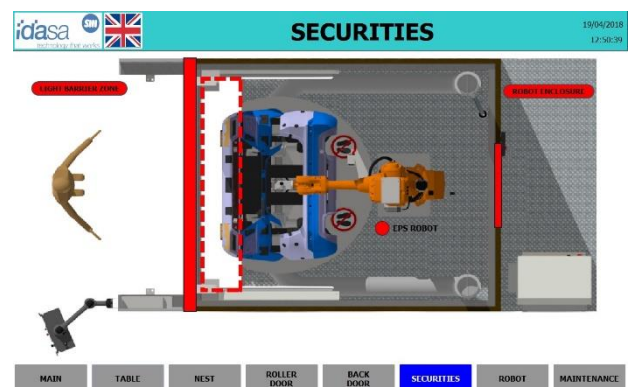 idasa
technology that works
SMI
SECURITIES
19/04/2018
12:50:39
LIGHT BARRIER ZONE
ROBOT ENCLOSURE
EPS ROBOT
MAIN
TABLE
NEST
ROLLER
DOOR
BACK
DOOR
SECURITIES
ROBOT
MAINTENANCE